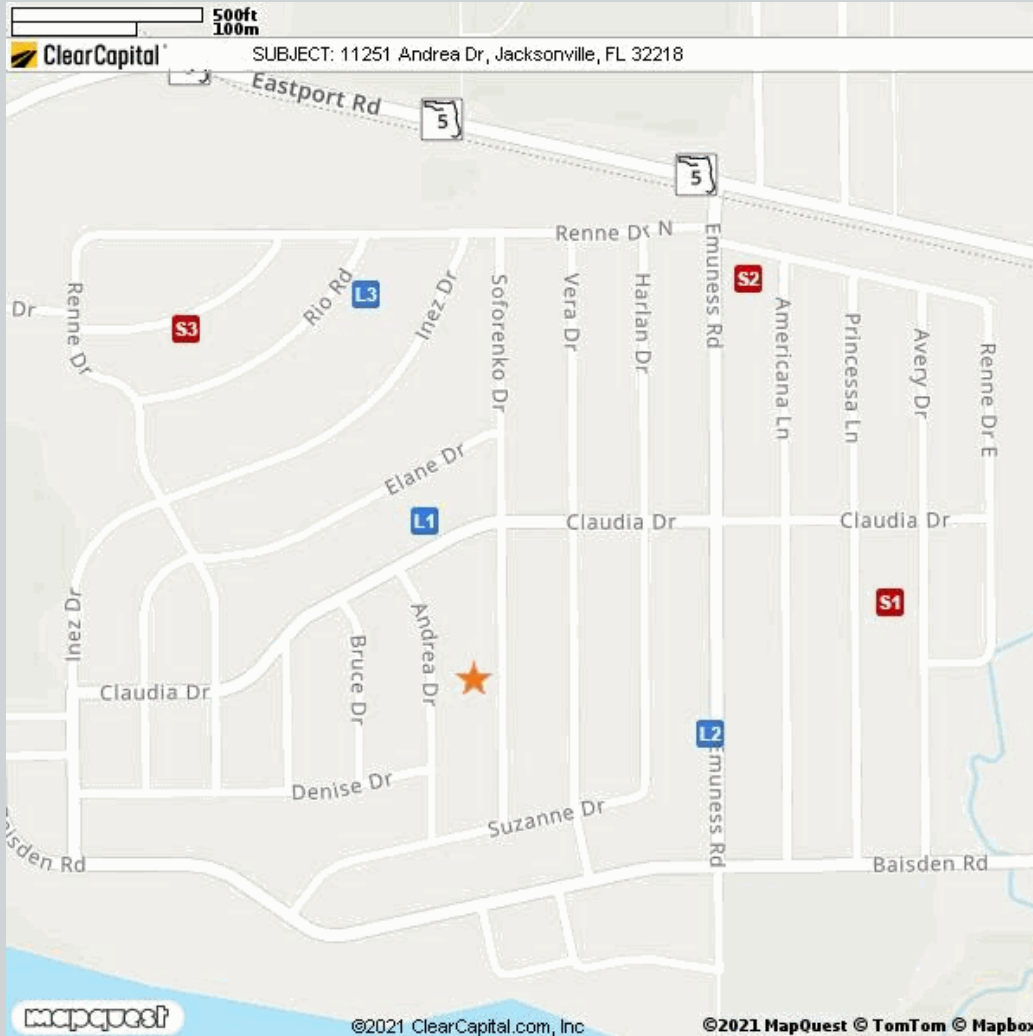 500ft
100m
ClearCapital
SUBJECT: 11251 Andrea Dr, Jacksonville, FL 32218
Eastport Rd
5
5
Renne Dr N
Emuness Rd
S2
Dr
Renne Dr
S3
Rio Rd
L3
Inez Dr
Soforenko Dr
Vera Dr
Harlan Dr
Americana Ln
Princessa Ln
Avery Dr
Renne Dr E
Elane Dr
L1
Claudia Dr
Claudia Dr
S1
Inez Dr
Andrea Dr
Bruce Dr
Claudia Dr
L2
Emuness Rd
Denise Dr
Suzanne Dr
Baisden Rd
Baisden Rd
mapquest
©2021 ClearCapital.com, Inc
©2021 MapQuest © TomTom © Mapbox